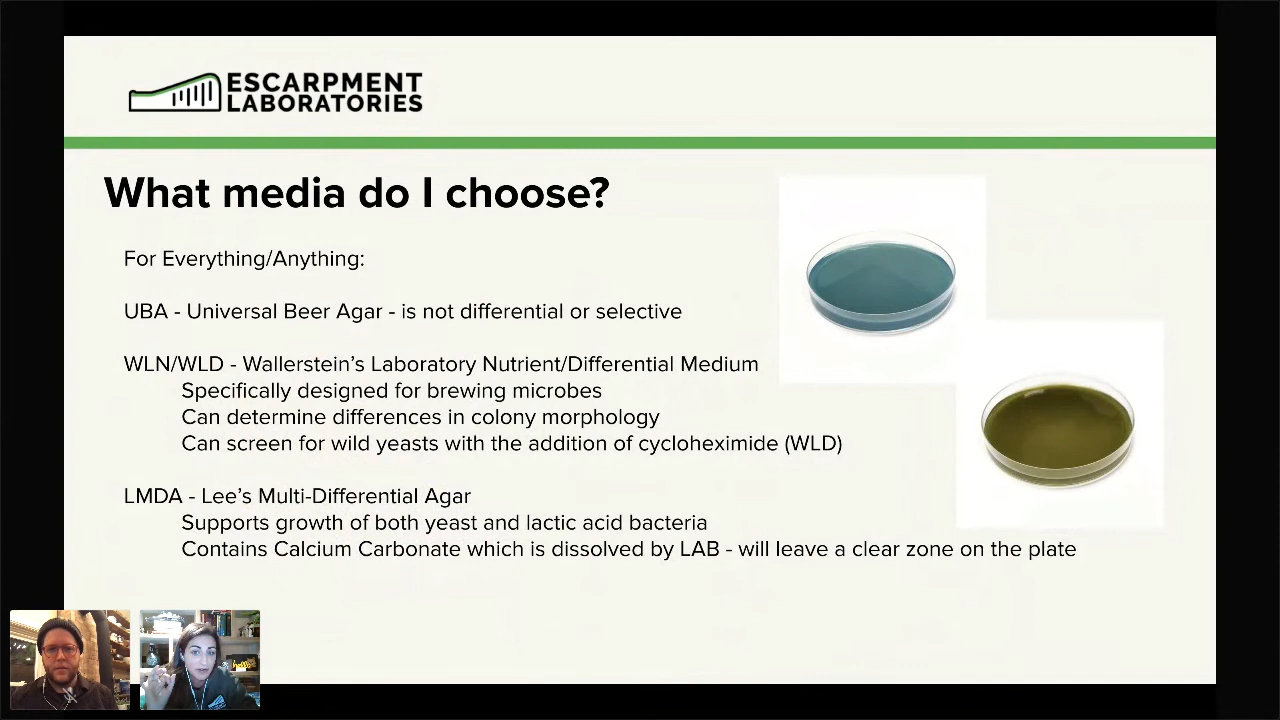 ESCARPMENT
LABORATORIES
What media do I choose?
For Everything/Anything:
UBA - Universal Beer Agar - is not differential or selective
WLN/WLD - Wallerstein’s Laboratory Nutrient/Differential Medium
Specifically designed for brewing microbes
Can determine differences in colony morphology
Can screen for wild yeasts with the addition of cycloheximide (WLD)
LMDA - Lee’s Multi-Differential Agar
Supports growth of both yeast and lactic acid bacteria
Contains Calcium Carbonate which is dissolved by LAB - will leave a clear zone on the plate